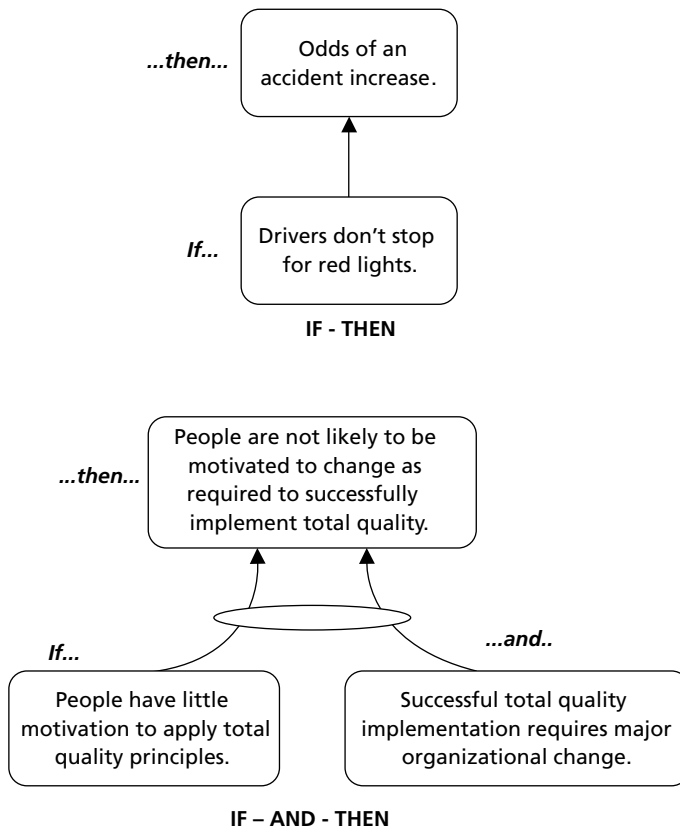 ...then...
Odds of an
accident increase.
If...
Drivers don’t stop
for red lights.
IF - THEN
...then...
People are not likely to be
motivated to change as
required to successfully
implement total quality.
If...
...and..
People have little
motivation to apply total
quality principles.
Successful total quality
implementation requires major
organizational change.
IF – AND - THEN